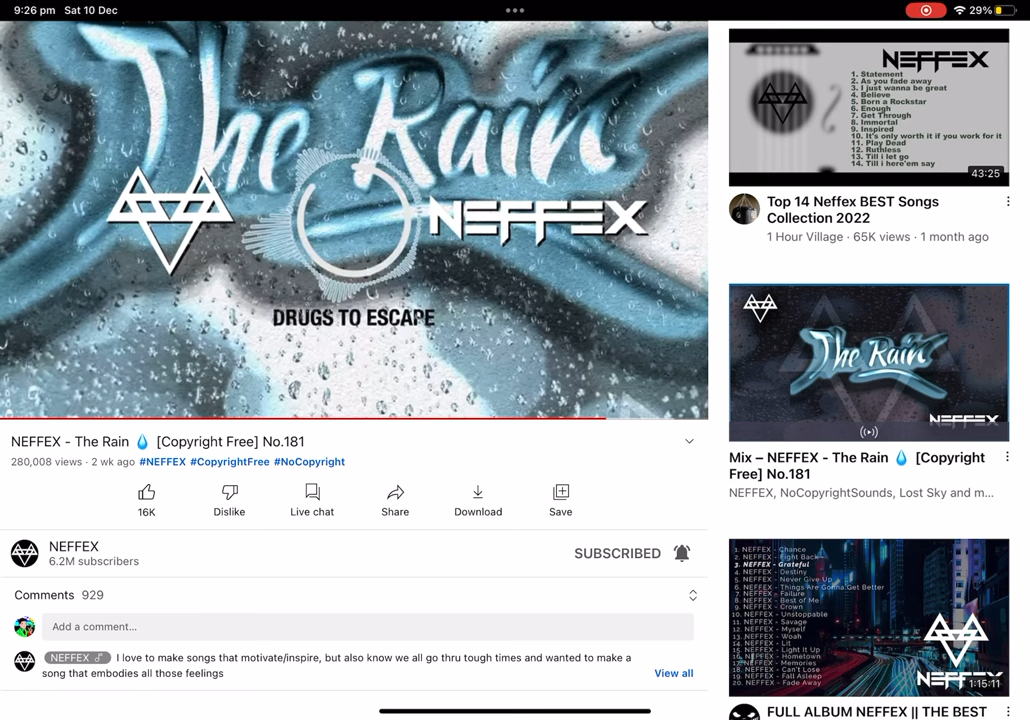 9:26 pm Sat 10 Dec
29%
The Rain
NEFFEX
DRUGS TO ESCAPE
NEFFEX - The Rain 💧 [Copyright Free] No.181
280,008 views · 2 wk ago #NEFFEX #CopyrightFree #NoCopyright
16K
Dislike
Live chat
Share
Download
Save
NEFFEX
6.2M subscribers
SUBSCRIBED
Comments 929
Add a comment...
NEFFEX I love to make songs that motivate/inspire, but also know we all go thru tough times and wanted to make a
song that embodies all those feelings
View all
NEFFEX
1. Statement
2. As you fade away
3. I just wanna be great
4. Believe
5. Born a Rockstar
6. Enough
7. Get Through
8. Immortal
9. Inspired
10. It's only worth it if you work for it
11. Play Dead
12. Ruthless
13. Till i let go
14. Till i here'em say
43:25
Top 14 Neffex BEST Songs
Collection 2022
1 Hour Village · 65K views · 1 month ago
The Rain
NEFFEX
Mix – NEFFEX - The Rain 💧 [Copyright
Free] No.181
NEFFEX, NoCopyrightSounds, Lost Sky and m...
1. NEFFEX - Chance
2. NEFFEX - Fight Back
3. NEFFEX - Grateful
4. NEFFEX - Destiny
5. NEFFEX - Never Give Up
6. NEFFEX - Things Are Gonna Get Better
7. NEFFEX - Failure
8. NEFFEX - Best of Me
9. NEFFEX - Crown
10. NEFFEX - Unstoppable
11. NEFFEX - Savage
12. NEFFEX - Myself
13. NEFFEX - Woah
14. NEFFEX - Lit
15. NEFFEX - Light It Up
16. NEFFEX - Hometown
17. NEFFEX - Memories
18. NEFFEX - Can't Lose
19. NEFFEX - Fall Asleep
20. NEFFEX - Fade Away
NEFFEX
1:15:11
FULL ALBUM NEFFEX || THE BEST